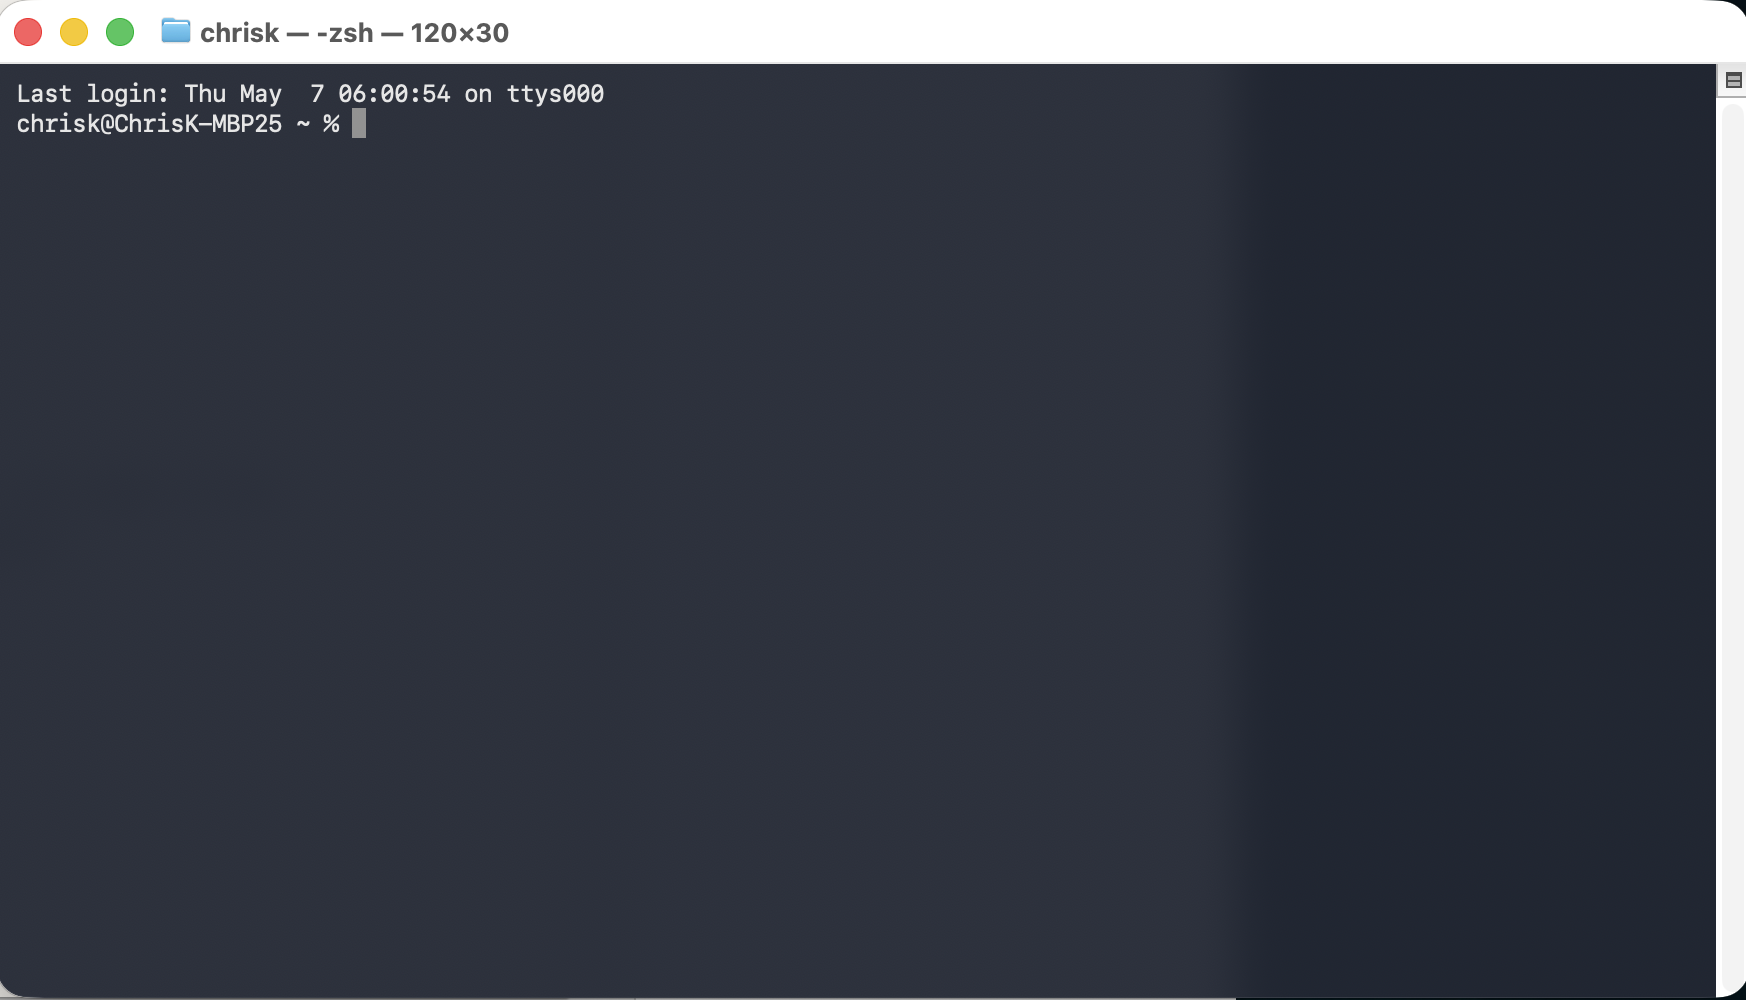 chrisk — -zsh — 120×30
Last login: Thu May  7 06:00:54 on ttys000
chrisk@ChrisK-MBP25 ~ %